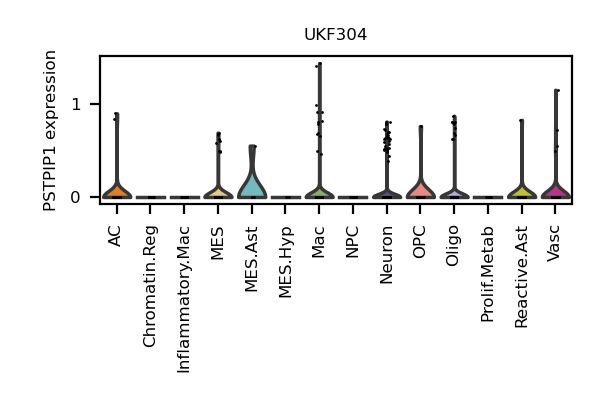 UKF304
PSTPIP1 expression
1
0
AC
Chromatin.Reg
Inflammatory.Mac
MES
MES.Ast
MES.Hyp
Mac
NPC
Neuron
OPC
Oligo
Prolif.Metab
Reactive.Ast
Vasc